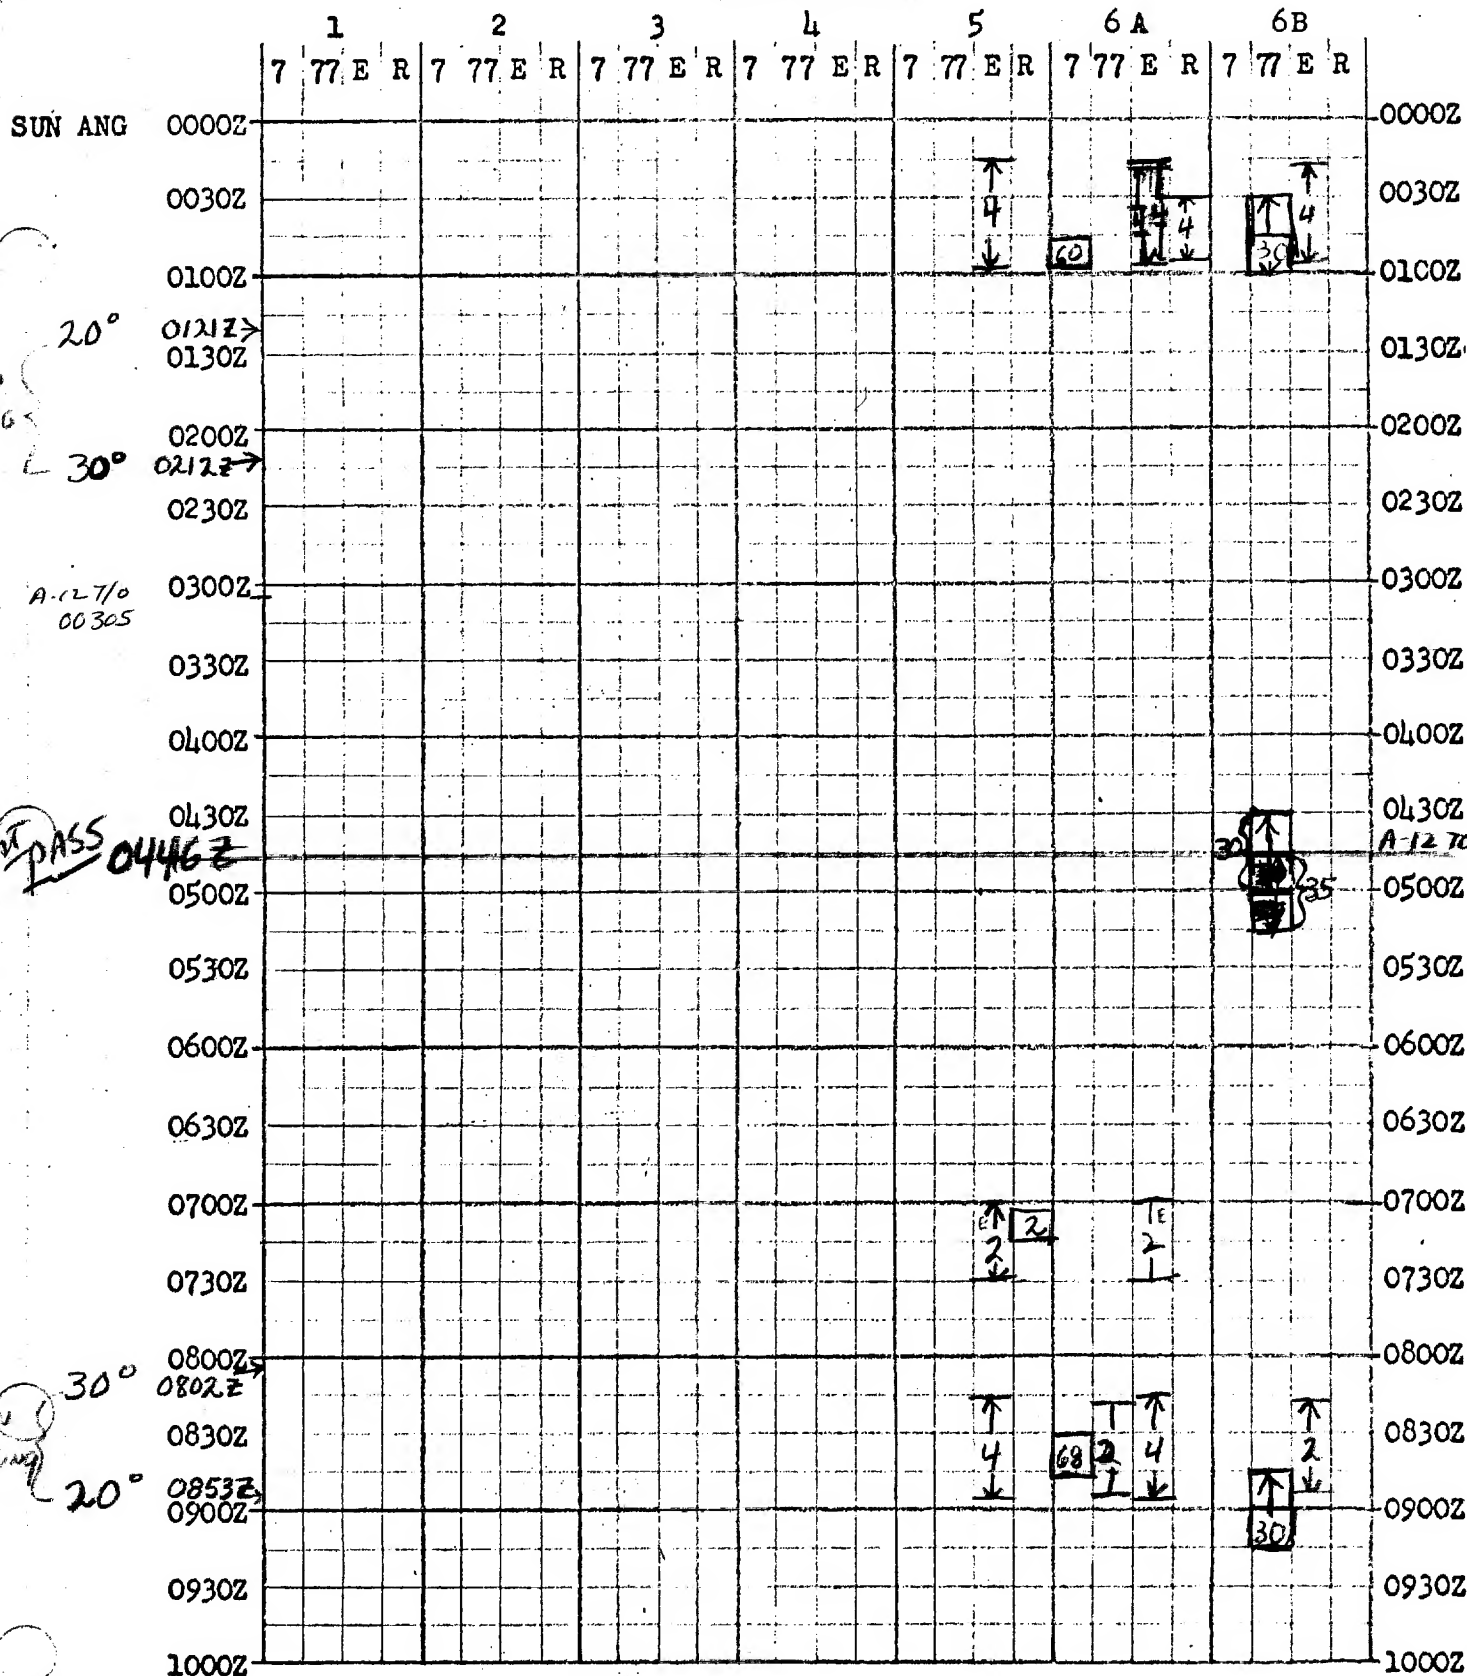 1 2 3 4 5 6A 6B
7 77 E R 7 77 E R 7 77 E R 7 77 E R 7 77 E R 7 77 E R 7 77 E R
SUN ANG 0000Z 0000Z
0030Z 4 4 4 30 4 0030Z
60
0100Z 0100Z
20° 0121Z
0130Z 0130Z
0200Z 0200Z
30° 0212Z
0230Z 0230Z
A-12 T/O 0300Z 0300Z
00305
0330Z 0330Z
0400Z 0400Z
0430Z 0430Z
PASS 0446Z 30 A-12 TO
0500Z 35 0500Z
0530Z 0530Z
0600Z 0600Z
0630Z 0630Z
0700Z 0700Z
E 2 2 E 2
0730Z 0730Z
0800Z 0800Z
30° 0802Z
0830Z 4 68 2 4 2 0830Z
20° 0853Z
0900Z 30 0900Z
0930Z 0930Z
1000Z 1000Z